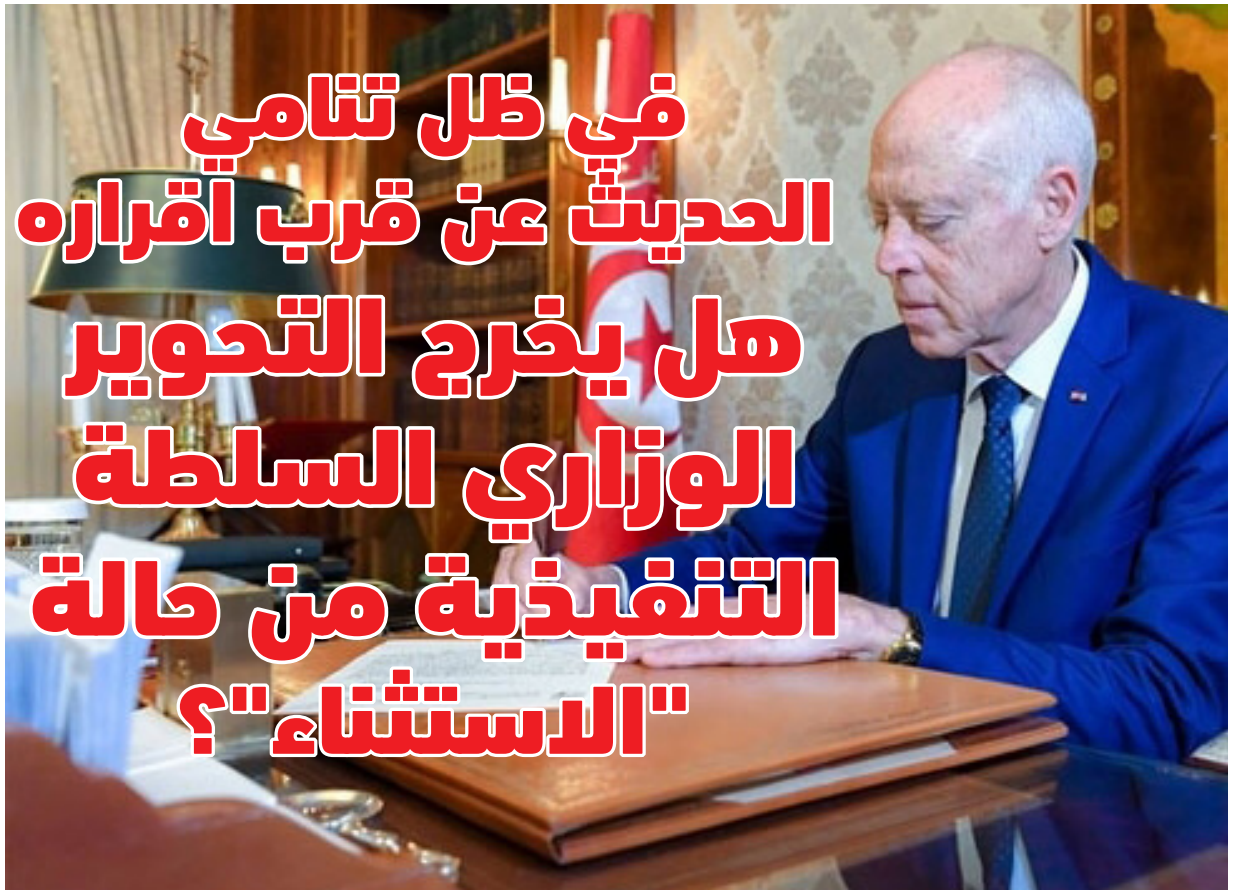 في ظل تنامي
الحديث عن قرب اقراره
هل يخرج التحوير
الوزاري السلطة
التنفيذية من حالة
"الاستثناء"؟